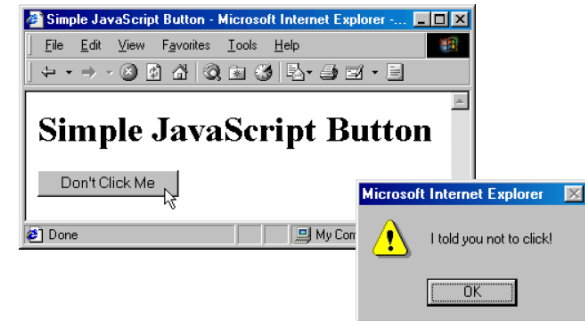 Simple JavaScript Button - Microsoft Internet Explorer -...
File Edit View Favorites Tools Help
Simple JavaScript Button
Don't Click Me
Done
My Com
Microsoft Internet Explorer
I told you not to click!
OK